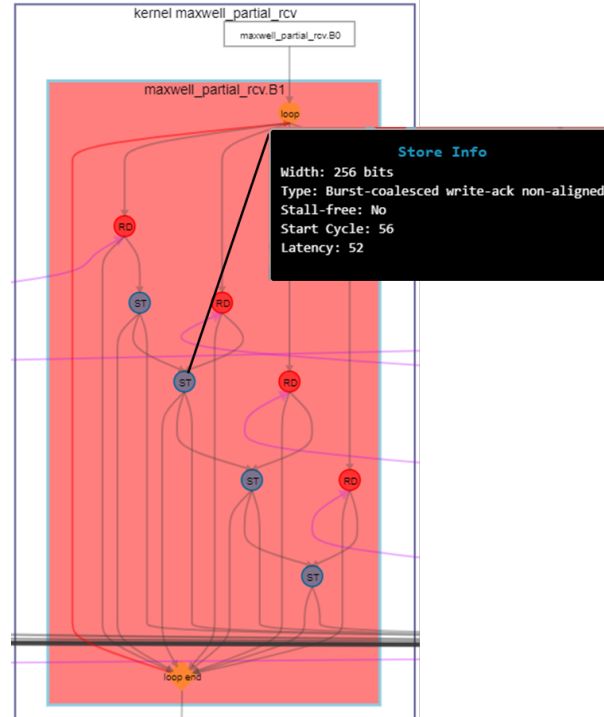 kernel maxwell_partial_rcv
maxwell_partial_rcv.B0
maxwell_partial_rcv.B1
loop
Store Info
Width: 256 bits
Type: Burst-coalesced write-ack non-aligned
Stall-free: No
Start Cycle: 56
Latency: 52
RD
ST
RD
ST
RD
ST
RD
ST
loop end